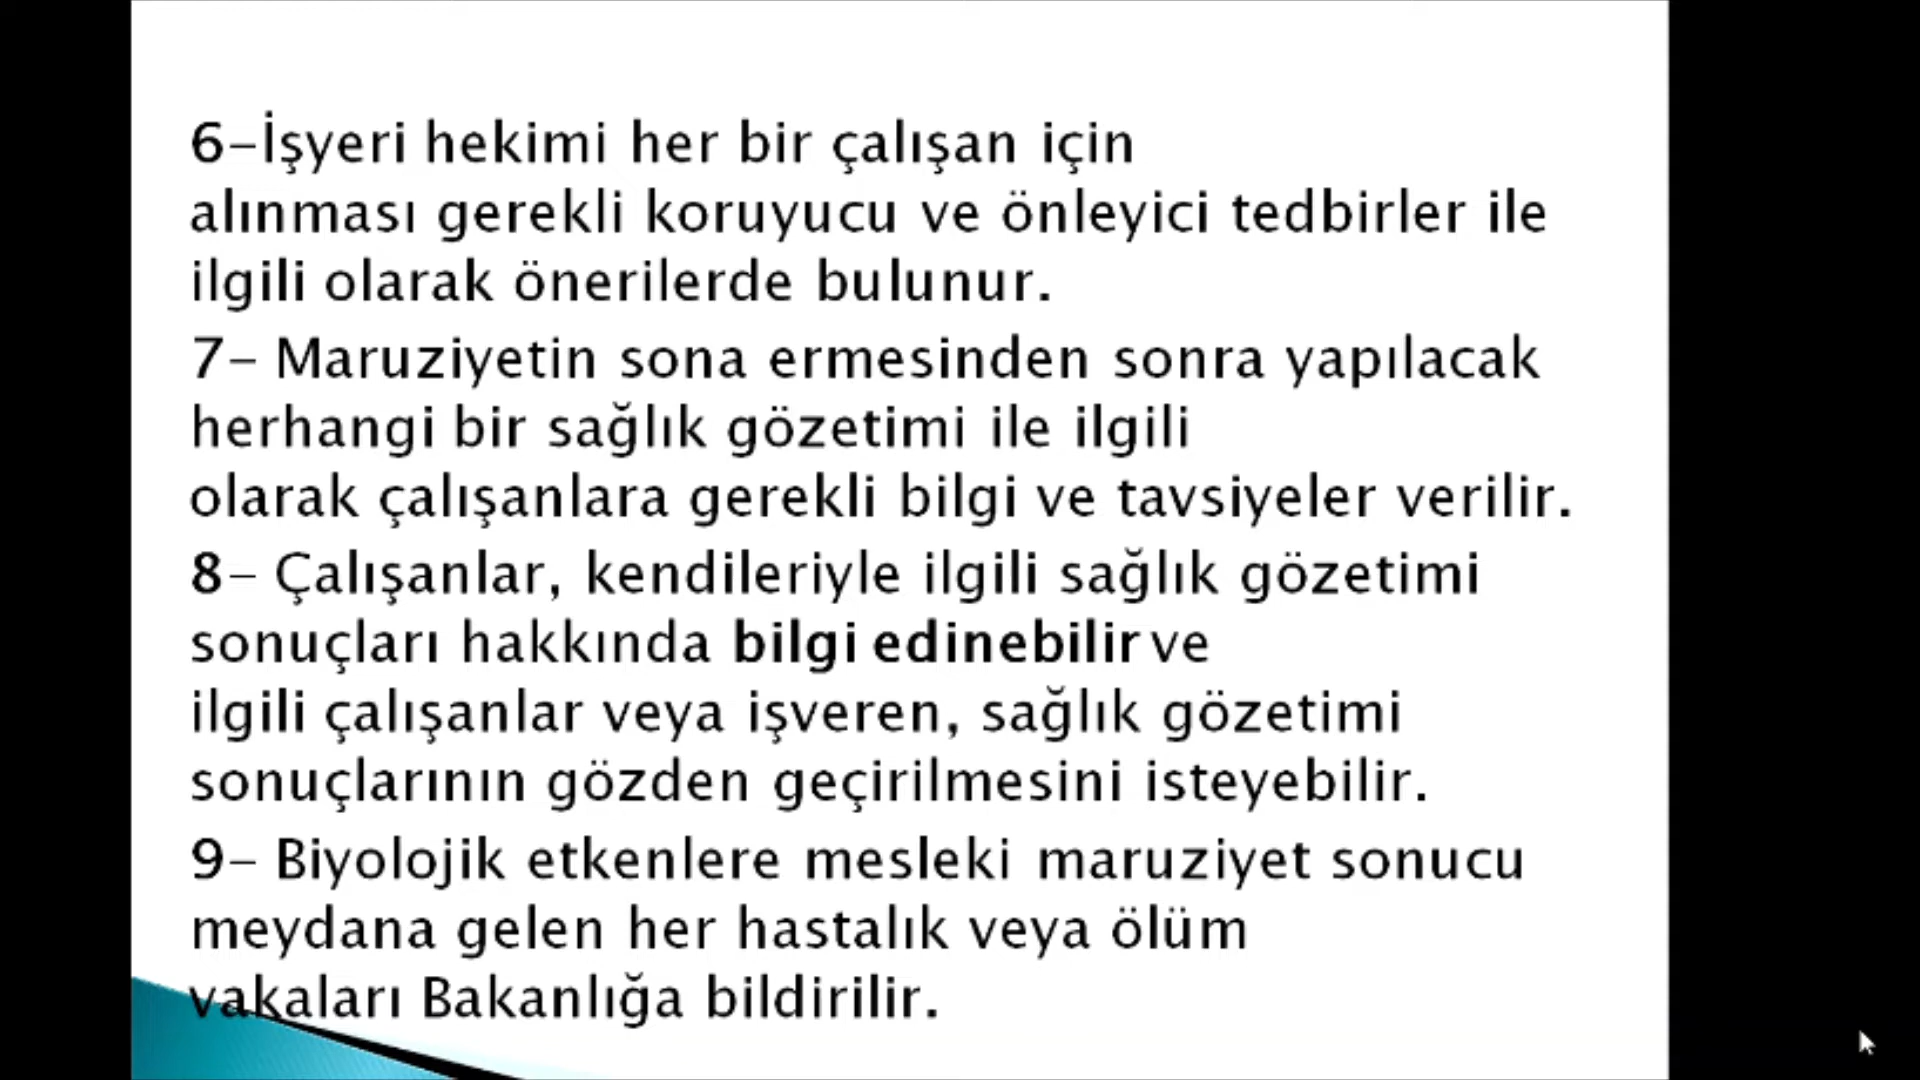 6-İşyeri hekimi her bir çalışan için
alınması gerekli koruyucu ve önleyici tedbirler ile
ilgili olarak önerilerde bulunur.
7- Maruziyetin sona ermesinden sonra yapılacak
herhangi bir sağlık gözetimi ile ilgili
olarak çalışanlara gerekli bilgi ve tavsiyeler verilir.
8- Çalışanlar, kendileriyle ilgili sağlık gözetimi
sonuçları hakkında bilgi edinebilir ve
ilgili çalışanlar veya işveren, sağlık gözetimi
sonuçlarının gözden geçirilmesini isteyebilir.
9- Biyolojik etkenlere mesleki maruziyet sonucu
meydana gelen her hastalık veya ölüm
vakaları Bakanlığa bildirilir.